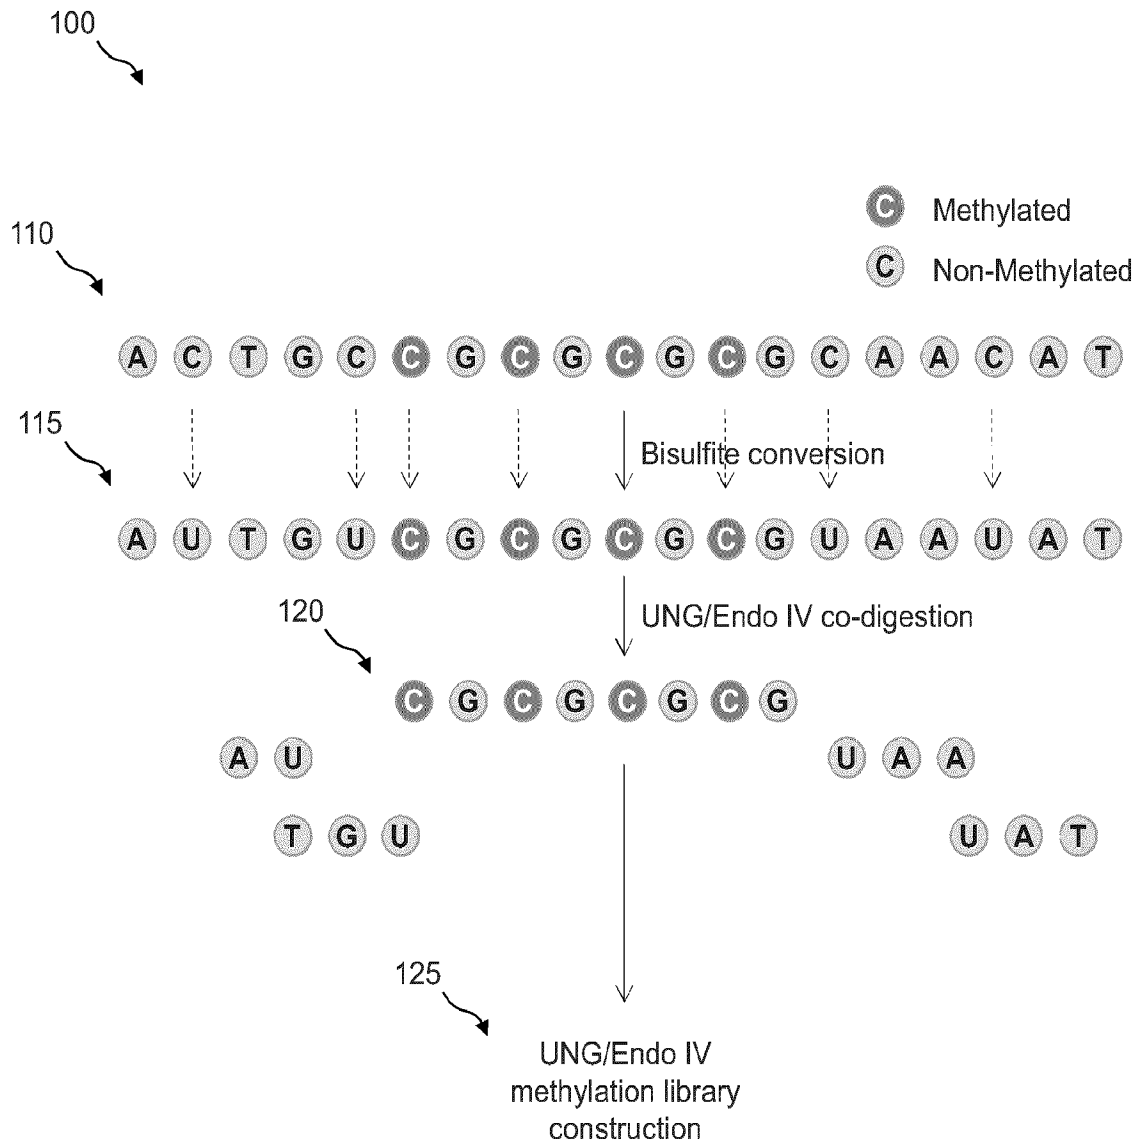 100
C Methylated
110
C Non-Methylated
A C T G C C G C G C G C G C A A C A T
115
Bisulfite conversion
A U T G U C G C G C G C G U A A U A T
120
UNG/Endo IV co-digestion
C G C G C G C G
A U
U A A
T G U
U A T
125
UNG/Endo IV
methylation library
construction